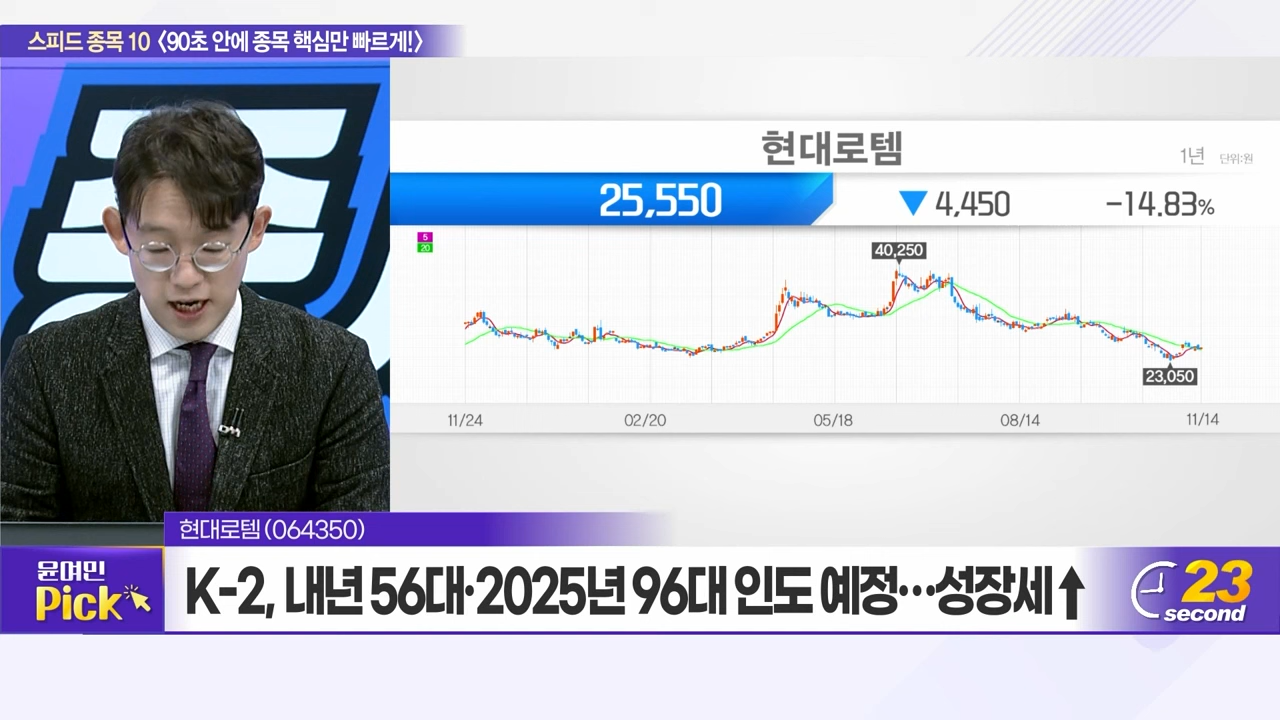 스피드 종목 10 〈90초 안에 종목 핵심만 빠르게!〉
현대로템
1년 단위:원
25,550 ▼ 4,450 -14.83%
5
20
40,250
23,050
11/24 02/20 05/18 08/14 11/14
현대로템(064350)
윤여민
Pick
K-2, 내년 56대·2025년 96대 인도 예정…성장세↑
23
second